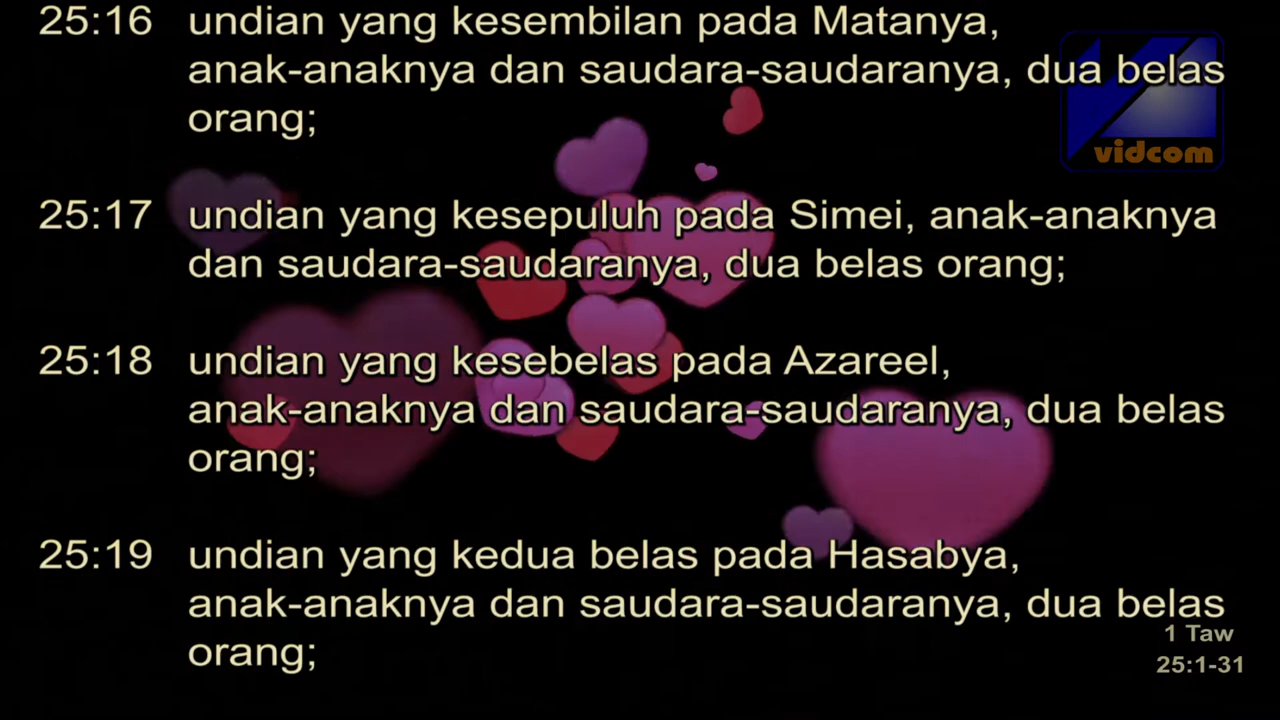 25:16 undian yang kesembilan pada Matanya,
anak-anaknya dan saudara-saudaranya, dua belas
orang;
vidcom
25:17 undian yang kesepuluh pada Simei, anak-anaknya
dan saudara-saudaranya, dua belas orang;
25:18 undian yang kesebelas pada Azareel,
anak-anaknya dan saudara-saudaranya, dua belas
orang;
25:19 undian yang kedua belas pada Hasabya,
anak-anaknya dan saudara-saudaranya, dua belas
orang;
1 Taw
25:1-31